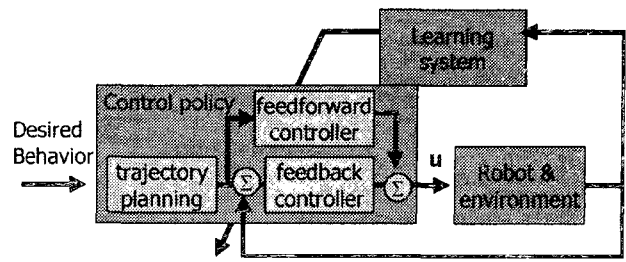 Learning
system
Control policy
feedforward
controller
Desired
Behavior
trajectory
planning
Σ
feedback
controller
Σ
u
Robot &
environment